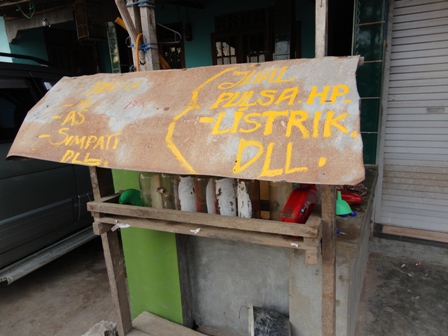 - AS
- SIMPATI
DLL.
JUAL
PULSA. HP.
- LISTRIK.
DLL.